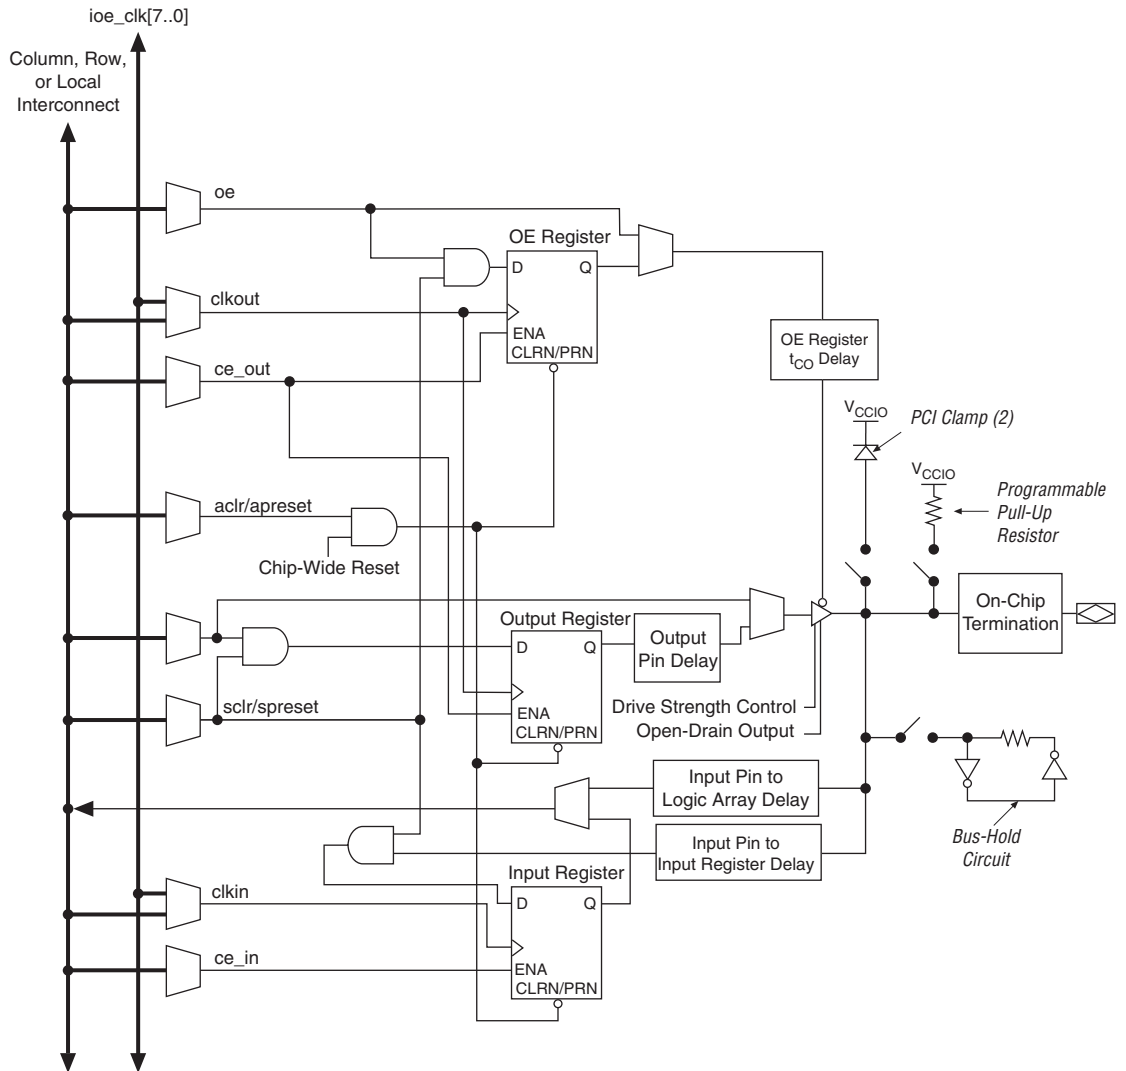 ioe_clk[7..0]
Column, Row,
or Local
Interconnect
oe
OE Register
D
Q
clkout
ENA
CLRN/PRN
OE Register
tCO Delay
ce_out
VCCIO
PCI Clamp (2)
VCCIO
Programmable
Pull-Up
Resistor
aclr/apreset
Chip-Wide Reset
On-Chip
Termination
Output Register
D
Q
Output
Pin Delay
sclr/spreset
ENA
CLRN/PRN
Drive Strength Control
Open-Drain Output
Input Pin to
Logic Array Delay
Bus-Hold
Circuit
Input Pin to
Input Register Delay
Input Register
clkin
D
Q
ce_in
ENA
CLRN/PRN